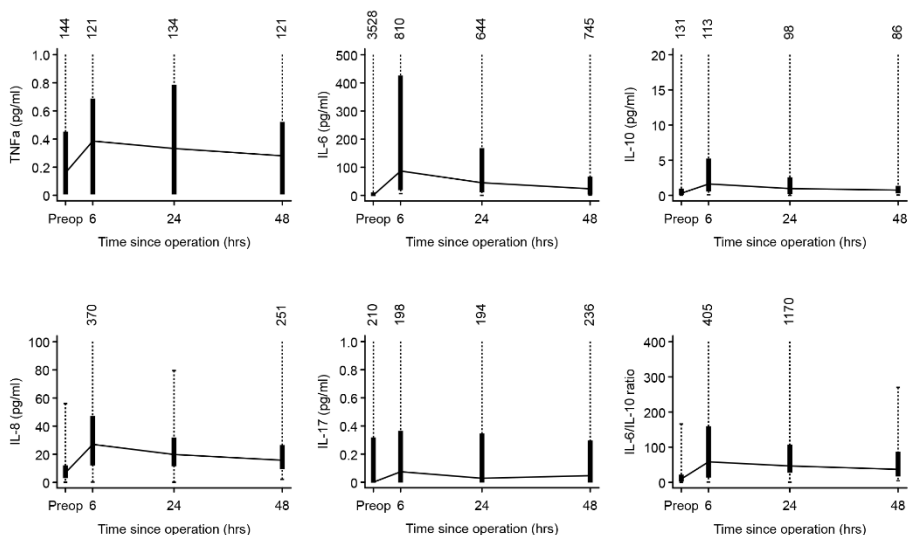 144 121 134 121
TNFa (pg/ml)
1.0
0.8
0.6
0.4
0.2
0
Preop 6 24 48
Time since operation (hrs)
3528 810 644 745
IL-6 (pg/ml)
500
400
300
200
100
0
Preop 6 24 48
Time since operation (hrs)
131 113 98 86
IL-10 (pg/ml)
20
15
10
5
0
Preop 6 24 48
Time since operation (hrs)
370 251
IL-8 (pg/ml)
100
80
60
40
20
0
Preop 6 24 48
Time since operation (hrs)
210 198 194 236
IL-17 (pg/ml)
1.0
0.8
0.6
0.4
0.2
0
Preop 6 24 48
Time since operation (hrs)
405 1170
IL-6/IL-10 ratio
400
300
200
100
0
Preop 6 24 48
Time since operation (hrs)